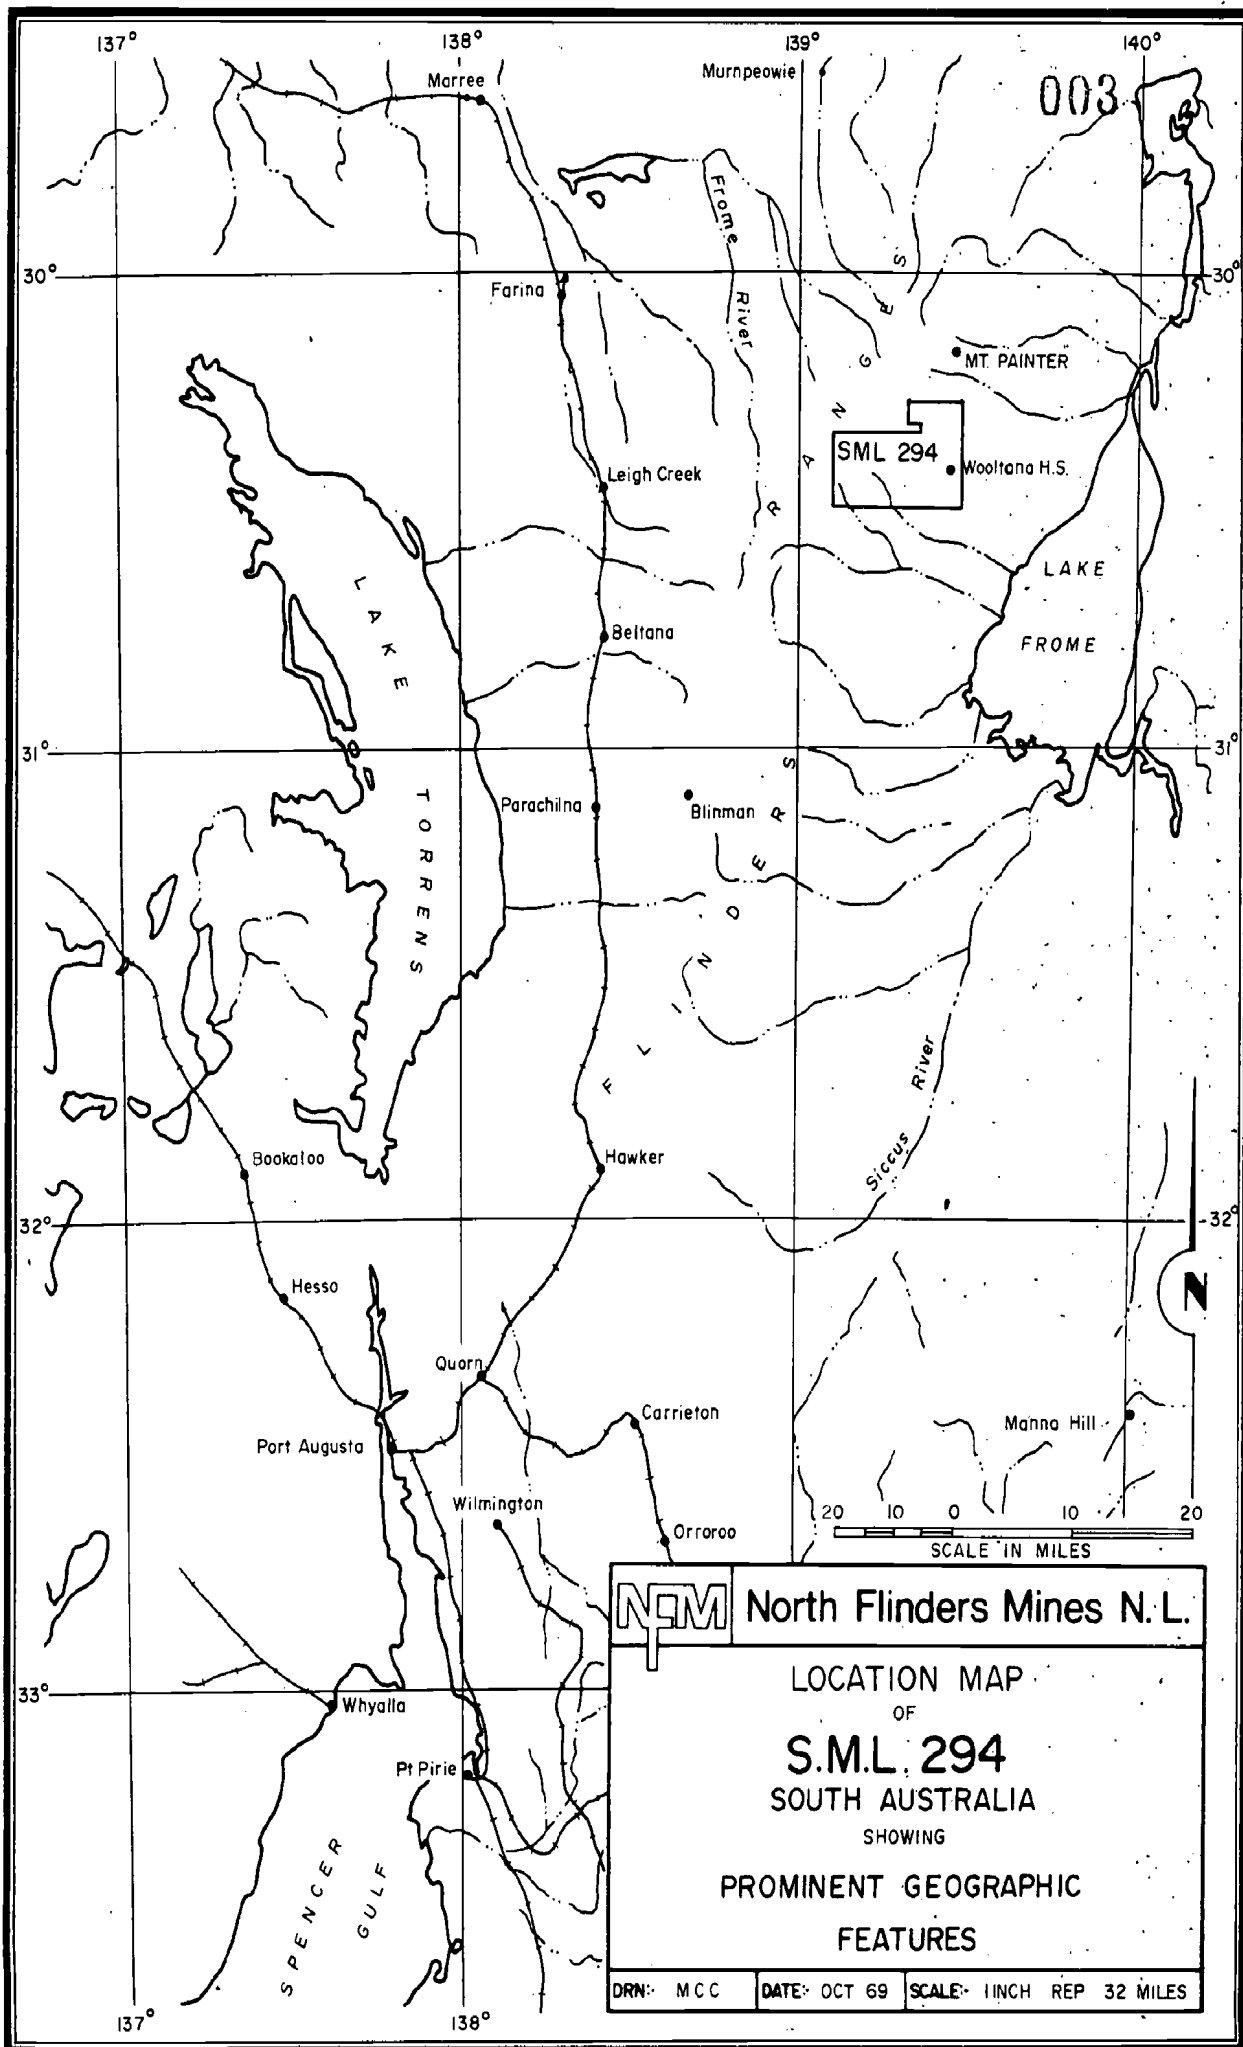 137°
138°
139°
140°
Marree
Murnpeowie
003
Frome
River
30°
30°
Farina
MT. PAINTER
SML 294
Wooltana H.S.
Leigh Creek
LAKE
FROME
LAKE
TORRENS
Beltana
31°
31°
Parachilna
Blinman
FLINDERS
RANGES
Siccus
River
Bookaloo
Hawker
32°
32°
Hesso
N
Quorn
Carrieton
Manna Hill
Port Augusta
Wilmington
Orroroo
20 10 0 10 20
SCALE IN MILES
NFM
North Flinders Mines N.L.
LOCATION MAP
OF
S.M.L. 294
SOUTH AUSTRALIA
SHOWING
PROMINENT GEOGRAPHIC
FEATURES
33°
Whyalla
Pt Pirie
SPENCER
GULF
DRN:- MCC
DATE:- OCT 69
SCALE:- 1 INCH REP 32 MILES
137°
138°